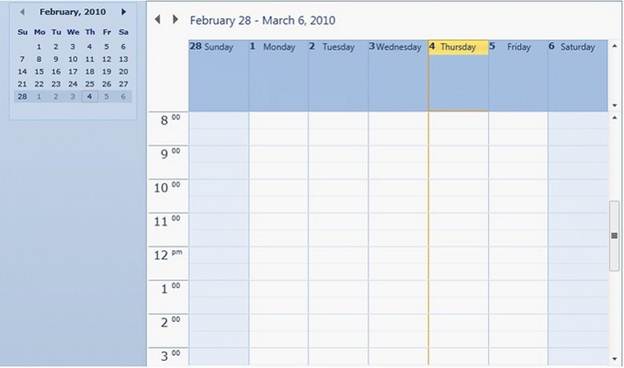 February, 2010
Su Mo Tu We Th Fr Sa
1 2 3 4 5 6
7 8 9 10 11 12 13
14 15 16 17 18 19 20
21 22 23 24 25 26 27
28 1 2 3 4 5 6
February 28 - March 6, 2010
28 Sunday 1 Monday 2 Tuesday 3 Wednesday 4 Thursday 5 Friday 6 Saturday
8 00
9 00
10 00
11 00
12 pm
1 00
2 00
3 00